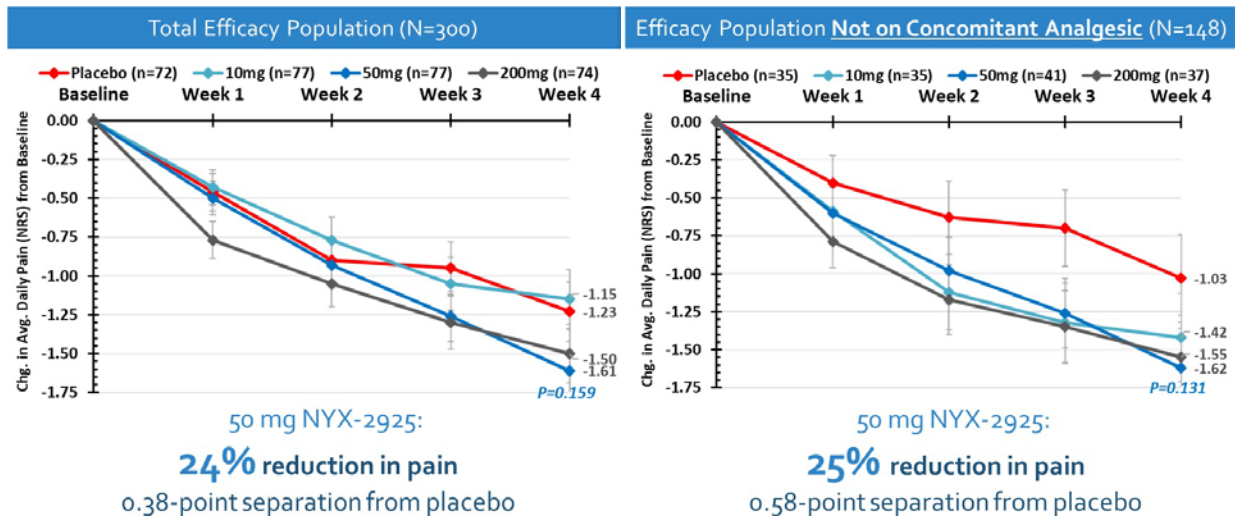 Total Efficacy Population (N=300)
Placebo (n=72) 10mg (n=77) 50mg (n=77) 200mg (n=74)
Baseline Week 1 Week 2 Week 3 Week 4
0.00
-0.25
-0.50
-0.75
-1.00
-1.25
-1.50
-1.75
Chg. in Avg. Daily Pain (NRS) from Baseline
-1.15
-1.23
-1.50
-1.61
P=0.159
50 mg NYX-2925:
24% reduction in pain
0.38-point separation from placebo
Efficacy Population Not on Concomitant Analgesic (N=148)
Placebo (n=35) 10mg (n=35) 50mg (n=41) 200mg (n=37)
Baseline Week 1 Week 2 Week 3 Week 4
0.00
-0.25
-0.50
-0.75
-1.00
-1.25
-1.50
-1.75
Chg. in Avg. Daily Pain (NRS) from Baseline
-1.03
-1.42
-1.55
-1.62
P=0.131
50 mg NYX-2925:
25% reduction in pain
0.58-point separation from placebo